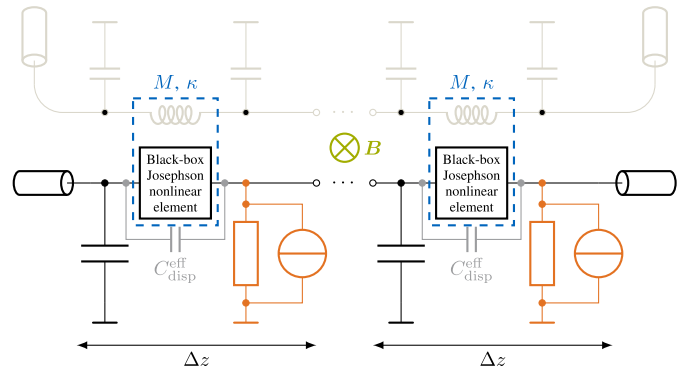 M, κ
M, κ
· · ·
B
Black-box
Josephson
nonlinear
element
· · ·
Black-box
Josephson
nonlinear
element
C^eff_disp
C^eff_disp
Δz
Δz